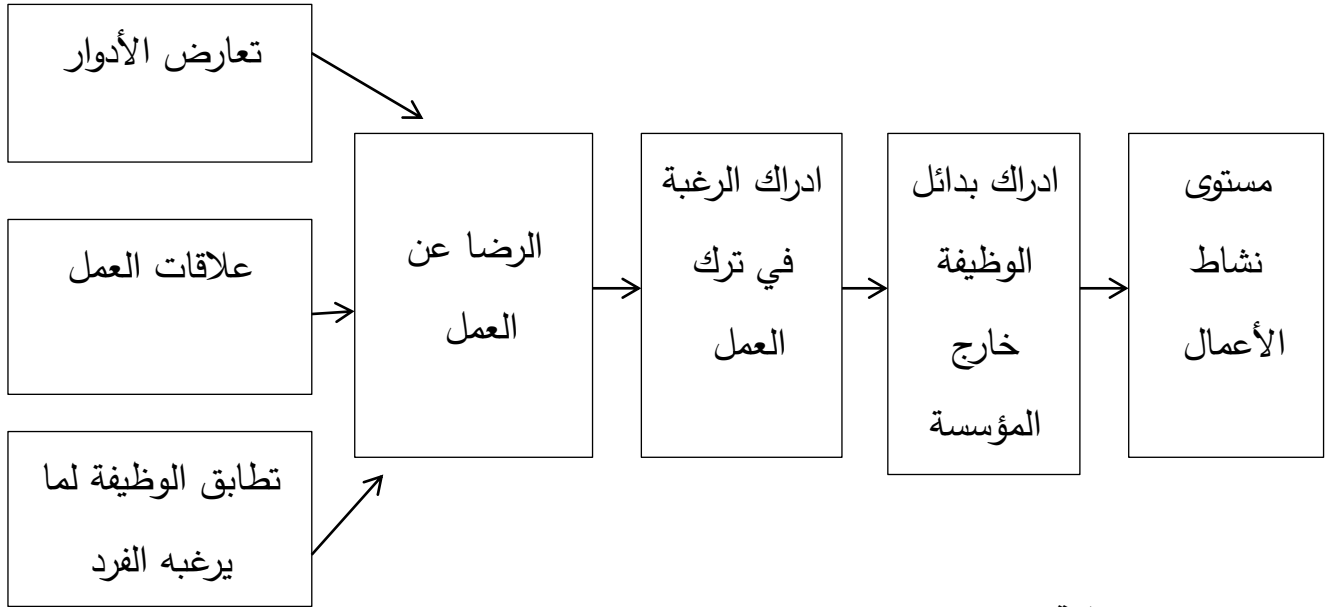 تعارض الأدوار
علاقات العمل
تطابق الوظيفة لما
يرغبه الفرد
الرضا عن
العمل
ادراك الرغبة
في ترك
العمل
ادراك بدائل
الوظيفة
خارج
المؤسسة
مستوى
نشاط
الأعمال